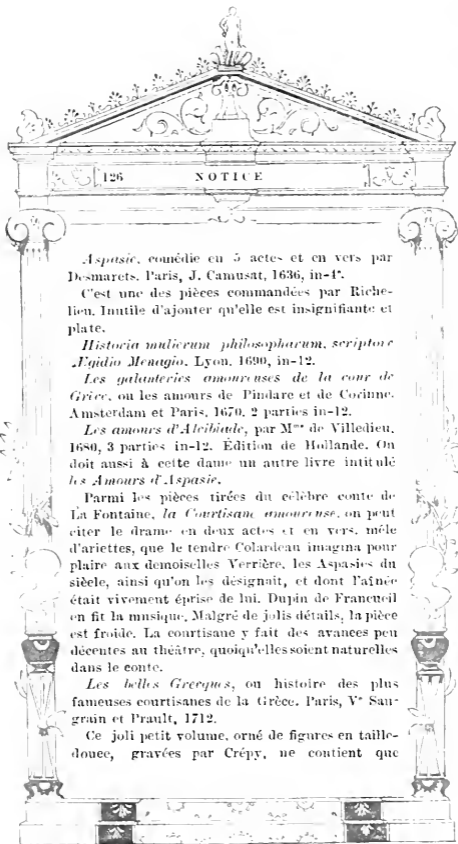 126 NOTICE
Aspasie, comédie en 5 actes et en vers par
Desmarets. Paris, J. Camusat, 1636, in-4°.
C'est une des pièces commandées par Riche-
lieu. Inutile d'ajouter qu'elle est insignifiante et
plate.
Historia mulierum philosopharum, scriptore
Ægidio Menagio. Lyon, 1690, in-12.
Les galanteries amoureuses de la cour de
Grèce, ou les amours de Pindare et de Corinne.
Amsterdam et Paris, 1670, 2 parties in-12.
Les amours d'Alcibiade, par Mme de Villedieu.
1680, 3 parties in-12. Édition de Hollande. On
doit aussi à cette dame un autre livre intitulé
les Amours d'Aspasie.
Parmi les pièces tirées du célèbre conte de
La Fontaine, la Courtisane amoureuse, on peut
citer le drame en deux actes et en vers, mêlé
d'ariettes, que le tendre Colardeau imagina pour
plaire aux demoiselles Verrière, les Aspasies du
siècle, ainsi qu'on les désignait, et dont l'aînée
était vivement éprise de lui. Dupin de Francueil
en fit la musique. Malgré de jolis détails, la pièce
est froide. La courtisane y fait des avances peu
décentes au théâtre, quoiqu'elles soient naturelles
dans le conte.
Les belles Grecques, ou histoire des plus
fameuses courtisanes de la Grèce. Paris, Ve Sau-
grain et Prault, 1712.
Ce joli petit volume, orné de figures en taille-
douce, gravées par Crépy, ne contient que